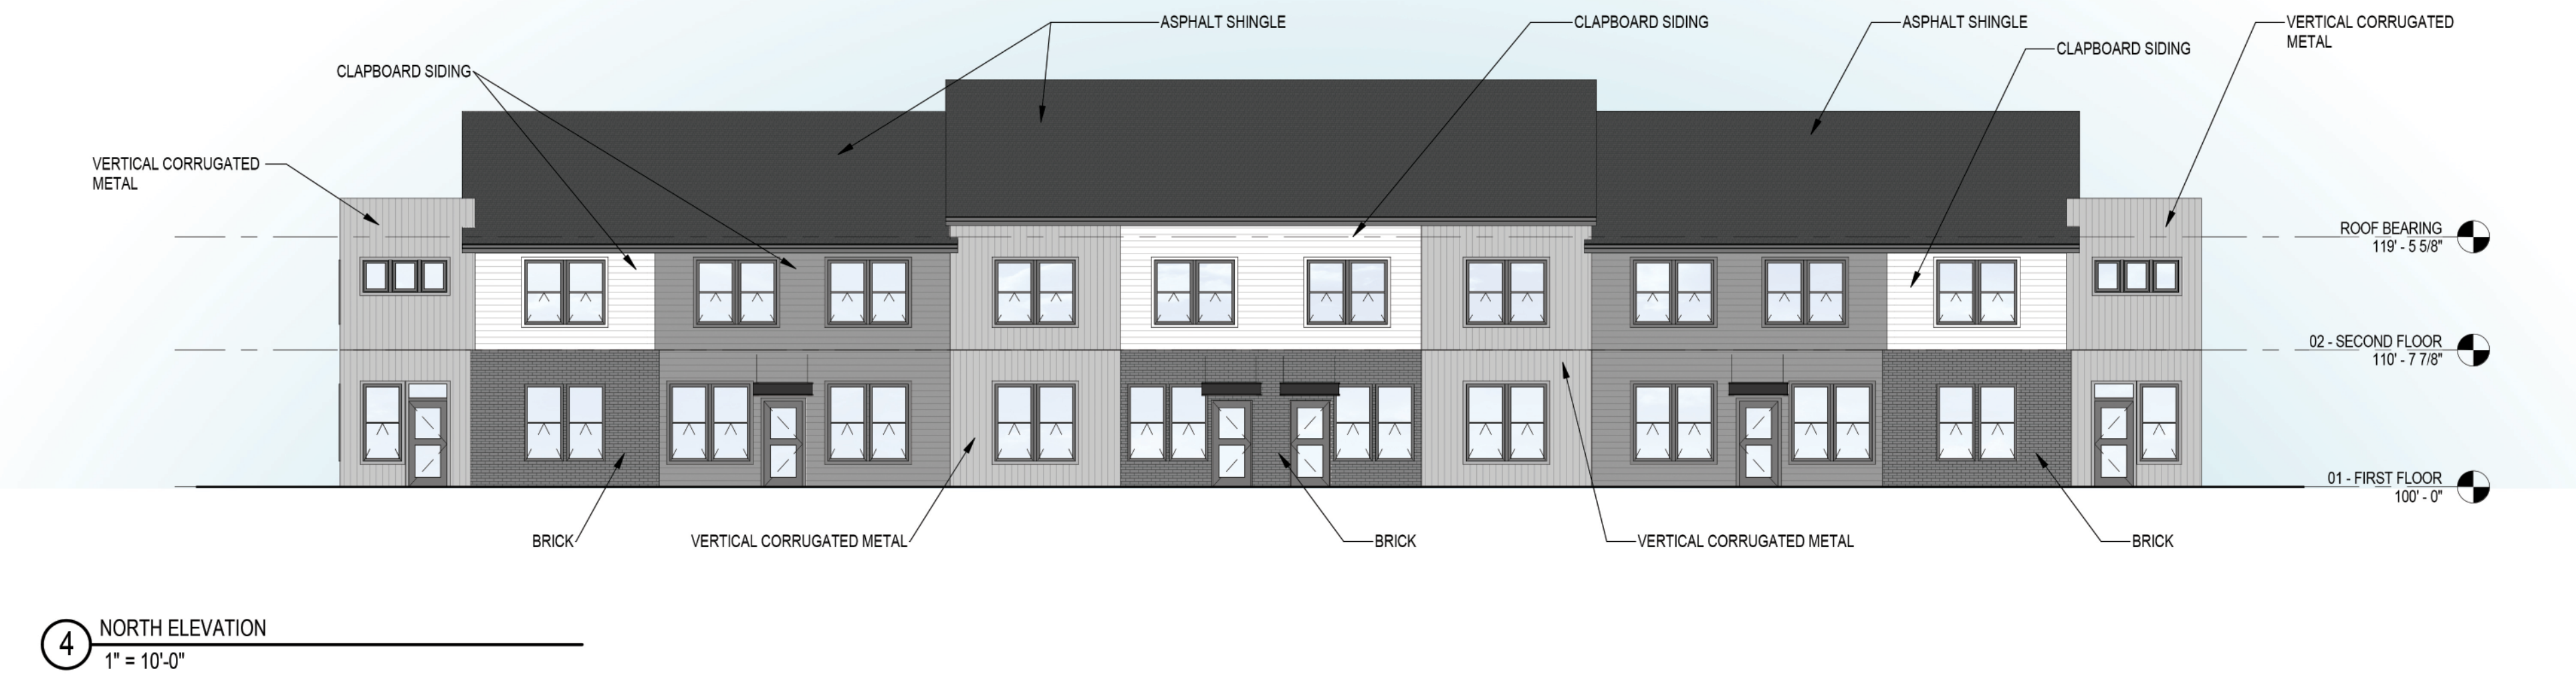 ASPHALT SHINGLE
CLAPBOARD SIDING
ASPHALT SHINGLE
VERTICAL CORRUGATED
METAL
CLAPBOARD SIDING
CLAPBOARD SIDING
VERTICAL CORRUGATED
METAL
ROOF BEARING
119' - 5 5/8"
02 - SECOND FLOOR
110' - 7 7/8"
01 - FIRST FLOOR
100' - 0"
BRICK
VERTICAL CORRUGATED METAL
BRICK
VERTICAL CORRUGATED METAL
BRICK
4
NORTH ELEVATION
1" = 10'-0"